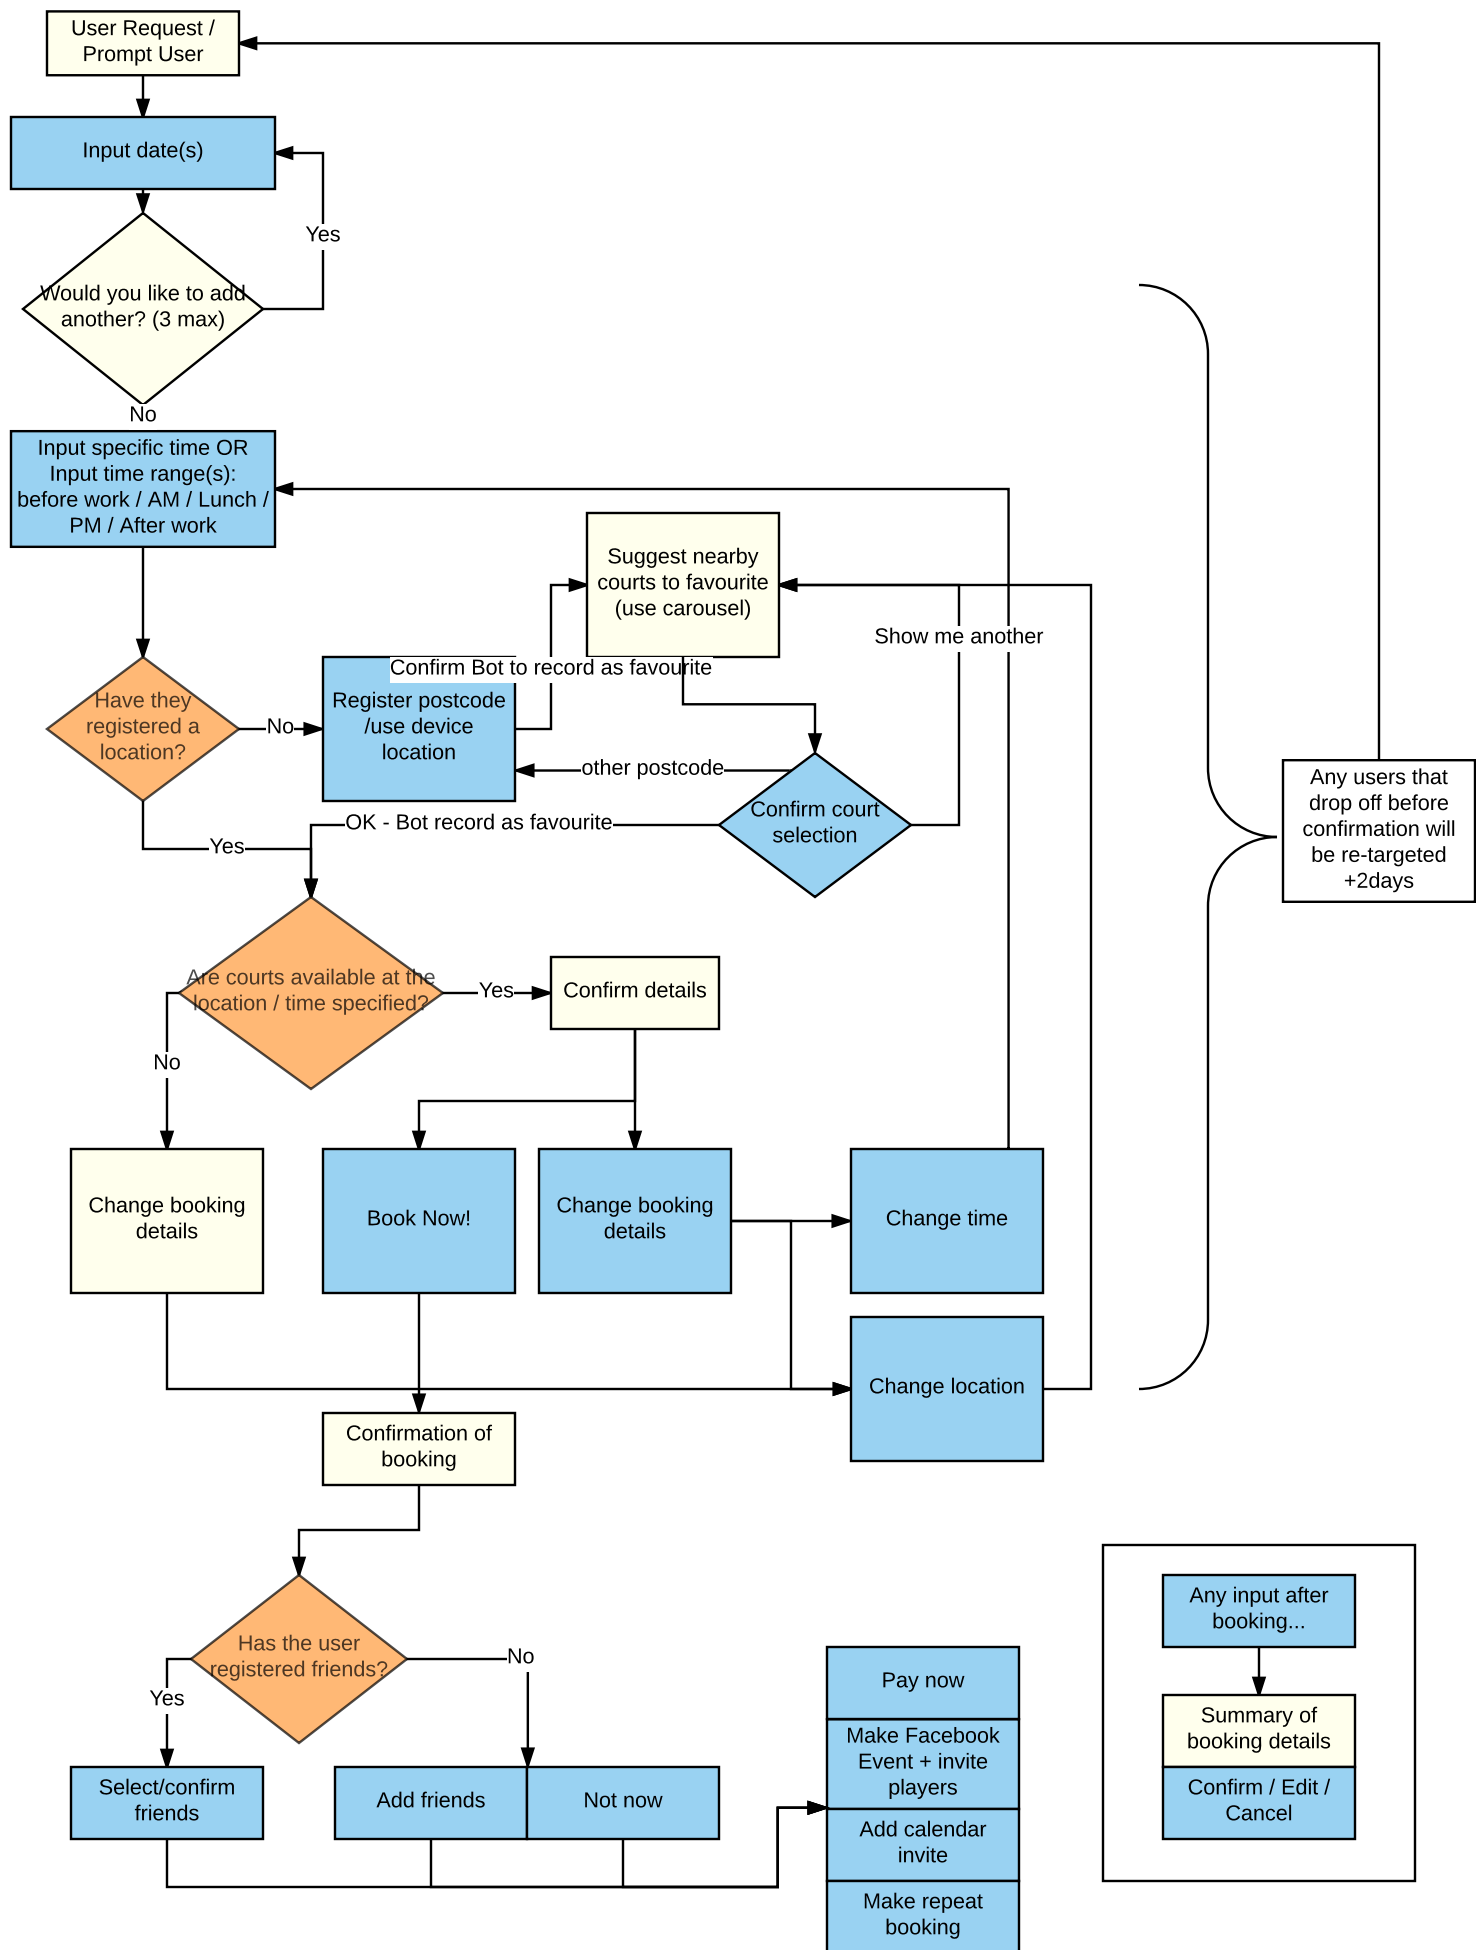 User Request /
Prompt User
Input date(s)
Yes
Would you like to add
another? (3 max)
No
Input specific time OR
Input time range(s):
before work / AM / Lunch /
PM / After work
Suggest nearby
courts to favourite
(use carousel)
Show me another
Confirm Bot to record as favourite
Have they
registered a
location?
No
Register postcode
/use device
location
other postcode
Confirm court
selection
OK - Bot record as favourite
Yes
Any users that
drop off before
confirmation will
be re-targeted
+2days
Are courts available at the
location / time specified?
Yes
Confirm details
No
Change booking
details
Book Now!
Change booking
details
Change time
Change location
Confirmation of
booking
Has the user
registered friends?
No
Yes
Select/confirm
friends
Add friends
Not now
Pay now
Make Facebook
Event + invite
players
Add calendar
invite
Make repeat
booking
Any input after
booking...
Summary of
booking details
Confirm / Edit /
Cancel